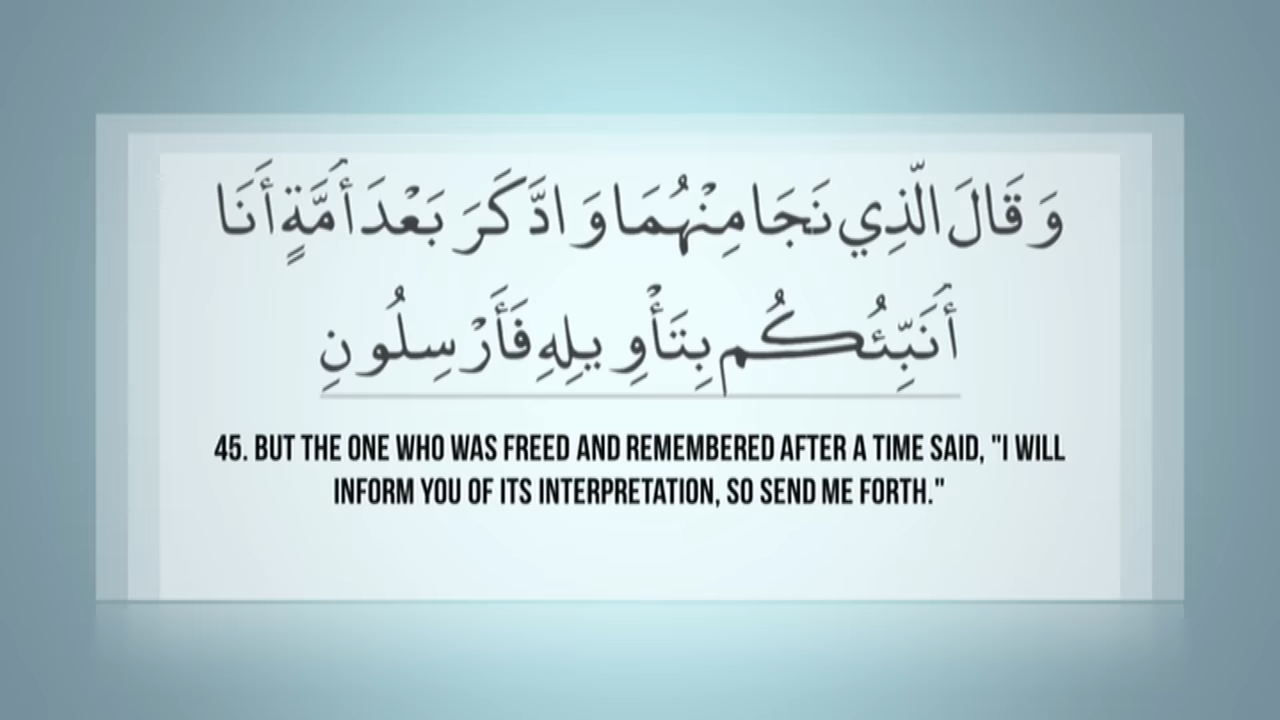 وَقَالَ الَّذِي نَجَا مِنْهُمَا وَادَّكَرَ بَعْدَ أُمَّةٍ أَنَا
أُنَبِّئُكُم بِتَأْوِيلِهِ فَأَرْسِلُونِ
45. BUT THE ONE WHO WAS FREED AND REMEMBERED AFTER A TIME SAID, "I WILL
INFORM YOU OF ITS INTERPRETATION, SO SEND ME FORTH."